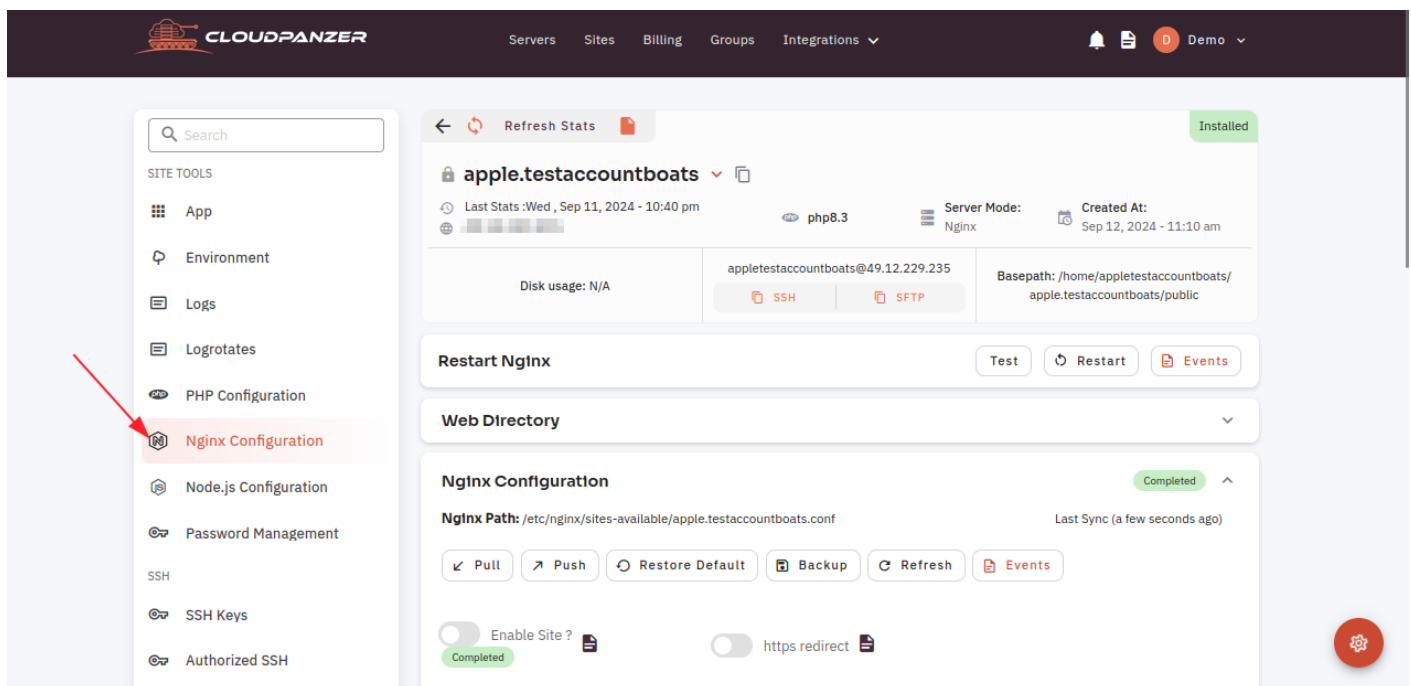 CLOUDPANZER
Servers Sites Billing Groups Integrations
D Demo
Search
SITE TOOLS
App
Environment
Logs
Logrotates
php PHP Configuration
N Nginx Configuration
JS Node.js Configuration
Password Management
SSH
SSH Keys
Authorized SSH
Refresh Stats
Installed
apple.testaccountboats
Last Stats :Wed , Sep 11, 2024 - 10:40 pm
php php8.3
Server Mode:
Nginx
Created At:
Sep 12, 2024 - 11:10 am
Disk usage: N/A
appletestaccountboats@49.12.229.235
SSH SFTP
Basepath: /home/appletestaccountboats/
apple.testaccountboats/public
Restart Nginx
Test Restart Events
Web Directory
Nginx Configuration
Completed
Nginx Path: /etc/nginx/sites-available/apple.testaccountboats.conf
Last Sync (a few seconds ago)
Pull Push Restore Default Backup Refresh Events
Enable Site ?
Completed
https redirect